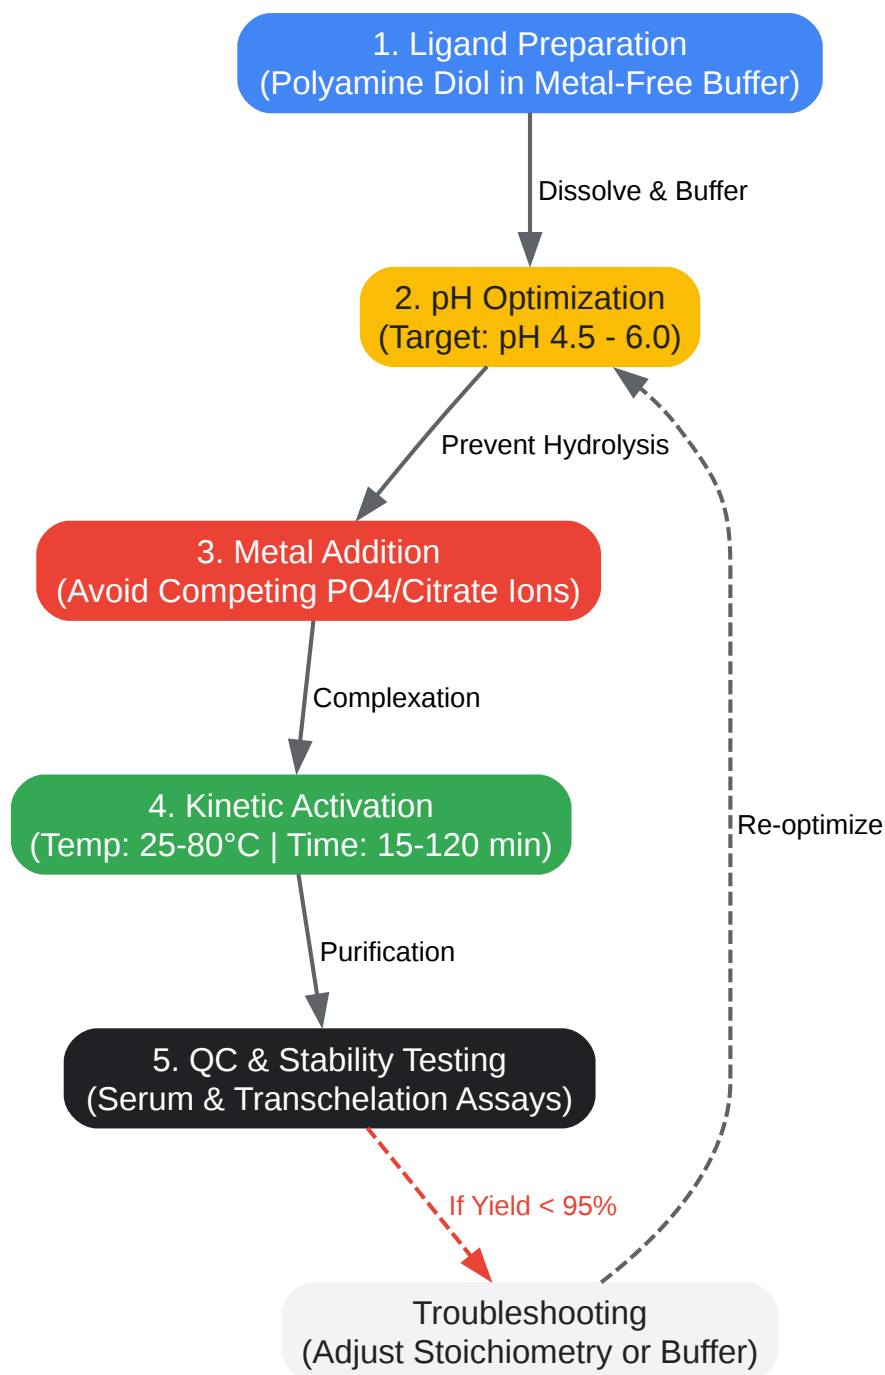 1. Ligand Preparation
(Polyamine Diol in Metal-Free Buffer)
Dissolve & Buffer
2. pH Optimization
(Target: pH 4.5 - 6.0)
Prevent Hydrolysis
3. Metal Addition
(Avoid Competing PO4/Citrate Ions)
Complexation
4. Kinetic Activation
(Temp: 25-80°C | Time: 15-120 min)
Re-optimize
Purification
5. QC & Stability Testing
(Serum & Transchelation Assays)
If Yield < 95%
Troubleshooting
(Adjust Stoichiometry or Buffer)